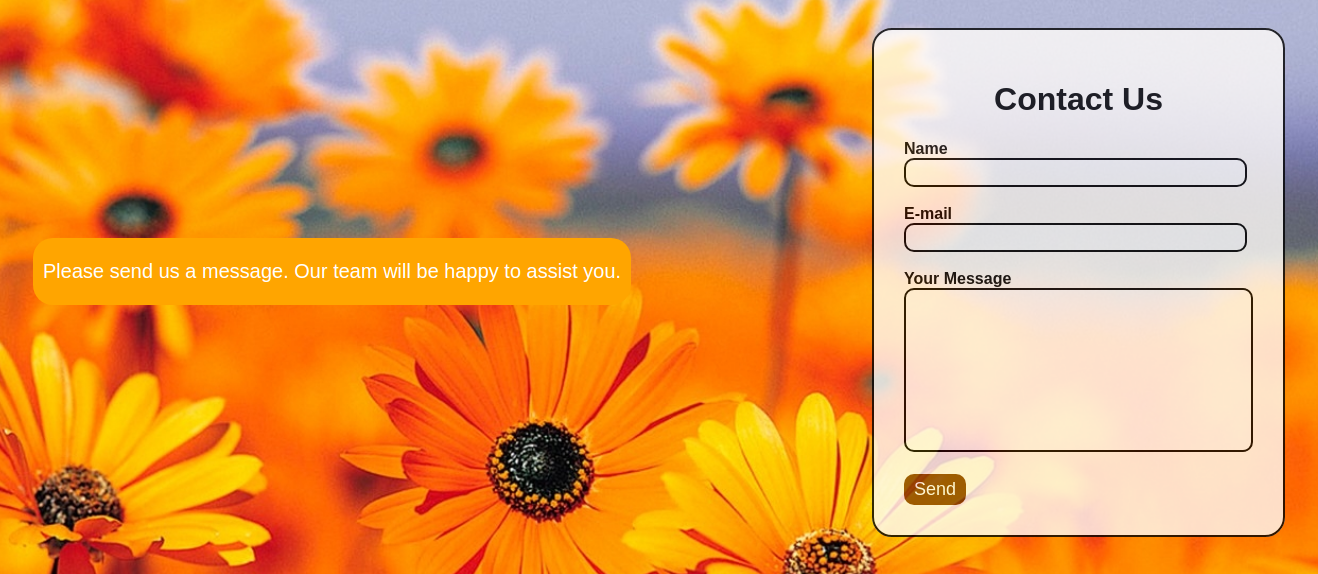 Please send us a message. Our team will be happy to assist you.
Contact Us
Name
E-mail
Your Message
Send